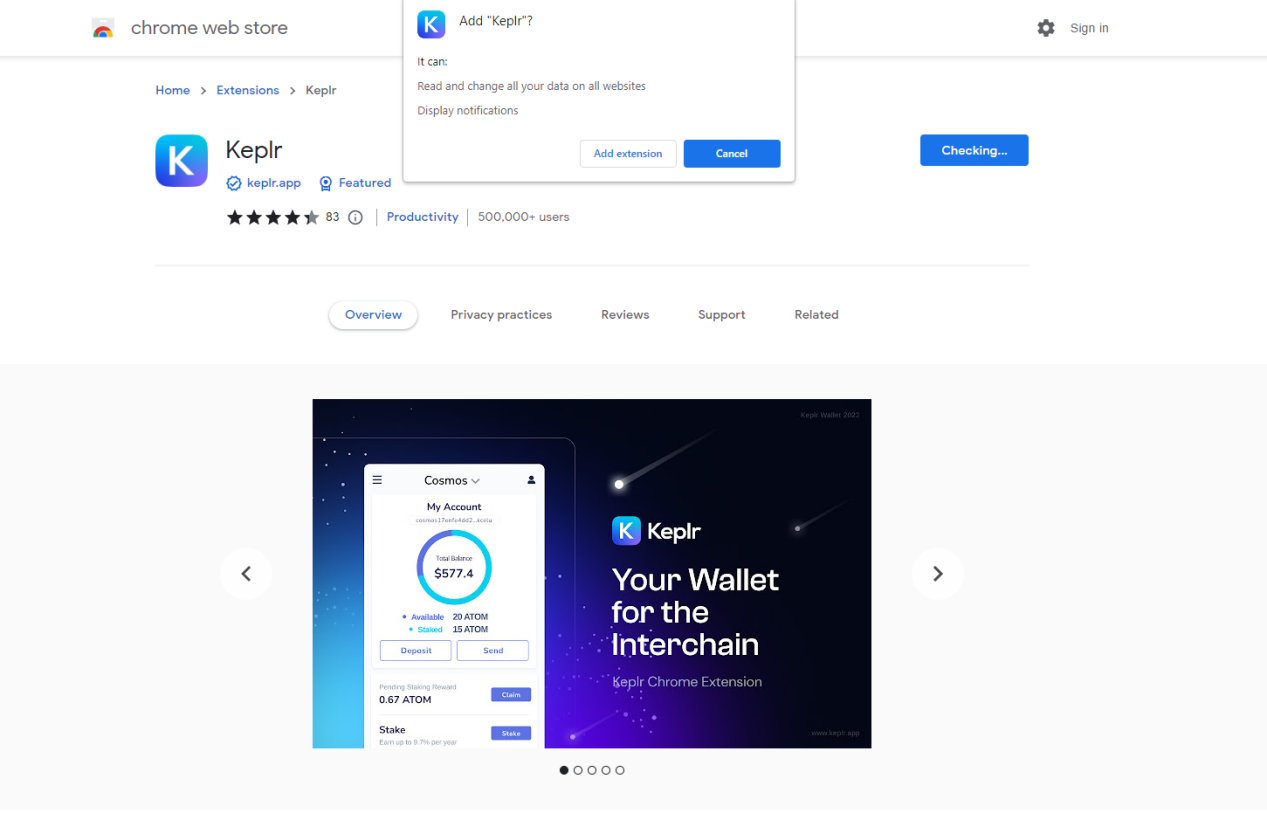 chrome web store
Add "Keplr"?
It can:
Read and change all your data on all websites
Display notifications
Add extension Cancel
Sign in
Home > Extensions > Keplr
K
Keplr
keplr.app Featured
83 Productivity 500,000+ users
Checking...
Overview Privacy practices Reviews Support Related
Keplr Wallet 2022
Cosmos
My Account
Total Balance
$577.4
Available 20 ATOM
Staked 15 ATOM
Deposit Send
Pending Staking Reward
0.67 ATOM Claim
Stake
Earn up to 9.7% per year Stake
K Keplr
Your Wallet
for the
Interchain
Keplr Chrome Extension
www.keplr.app